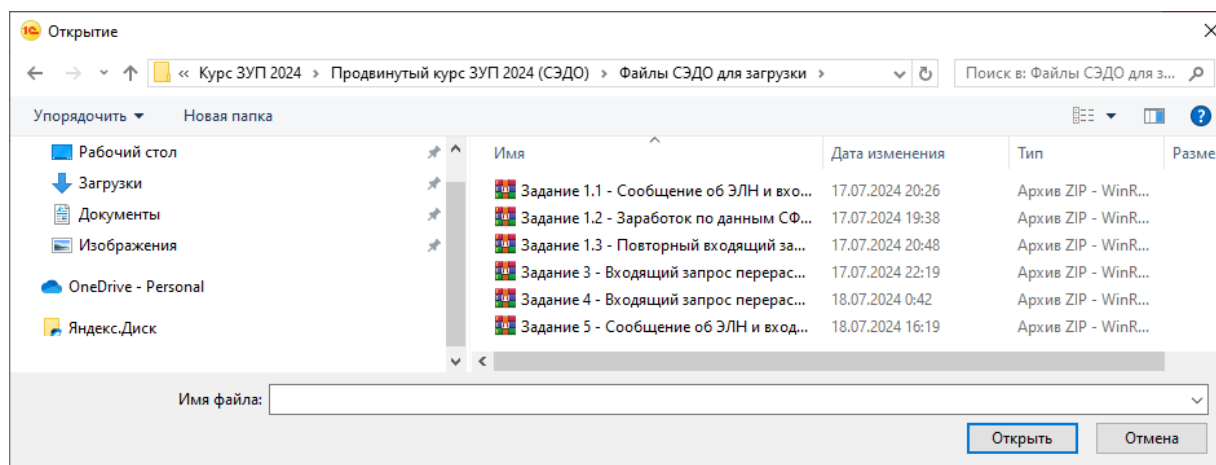 1С Открытие
« Курс ЗУП 2024 › Продвинутый курс ЗУП 2024 (СЭДО) › Файлы СЭДО для загрузки ›
Поиск в: Файлы СЭДО для з...
Упорядочить Новая папка
Рабочий стол
Загрузки
Документы
Изображения
OneDrive - Personal
Яндекс.Диск
Имя Дата изменения Тип Разме
Задание 1.1 - Сообщение об ЭЛН и вхо... 17.07.2024 20:26 Архив ZIP - WinR...
Задание 1.2 - Заработок по данным СФ... 17.07.2024 19:38 Архив ZIP - WinR...
Задание 1.3 - Повторный входящий за... 17.07.2024 20:48 Архив ZIP - WinR...
Задание 3 - Входящий запрос перерас... 17.07.2024 22:19 Архив ZIP - WinR...
Задание 4 - Входящий запрос перерас... 18.07.2024 0:42 Архив ZIP - WinR...
Задание 5 - Сообщение об ЭЛН и вход... 18.07.2024 16:19 Архив ZIP - WinR...
Имя файла:
Открыть Отмена